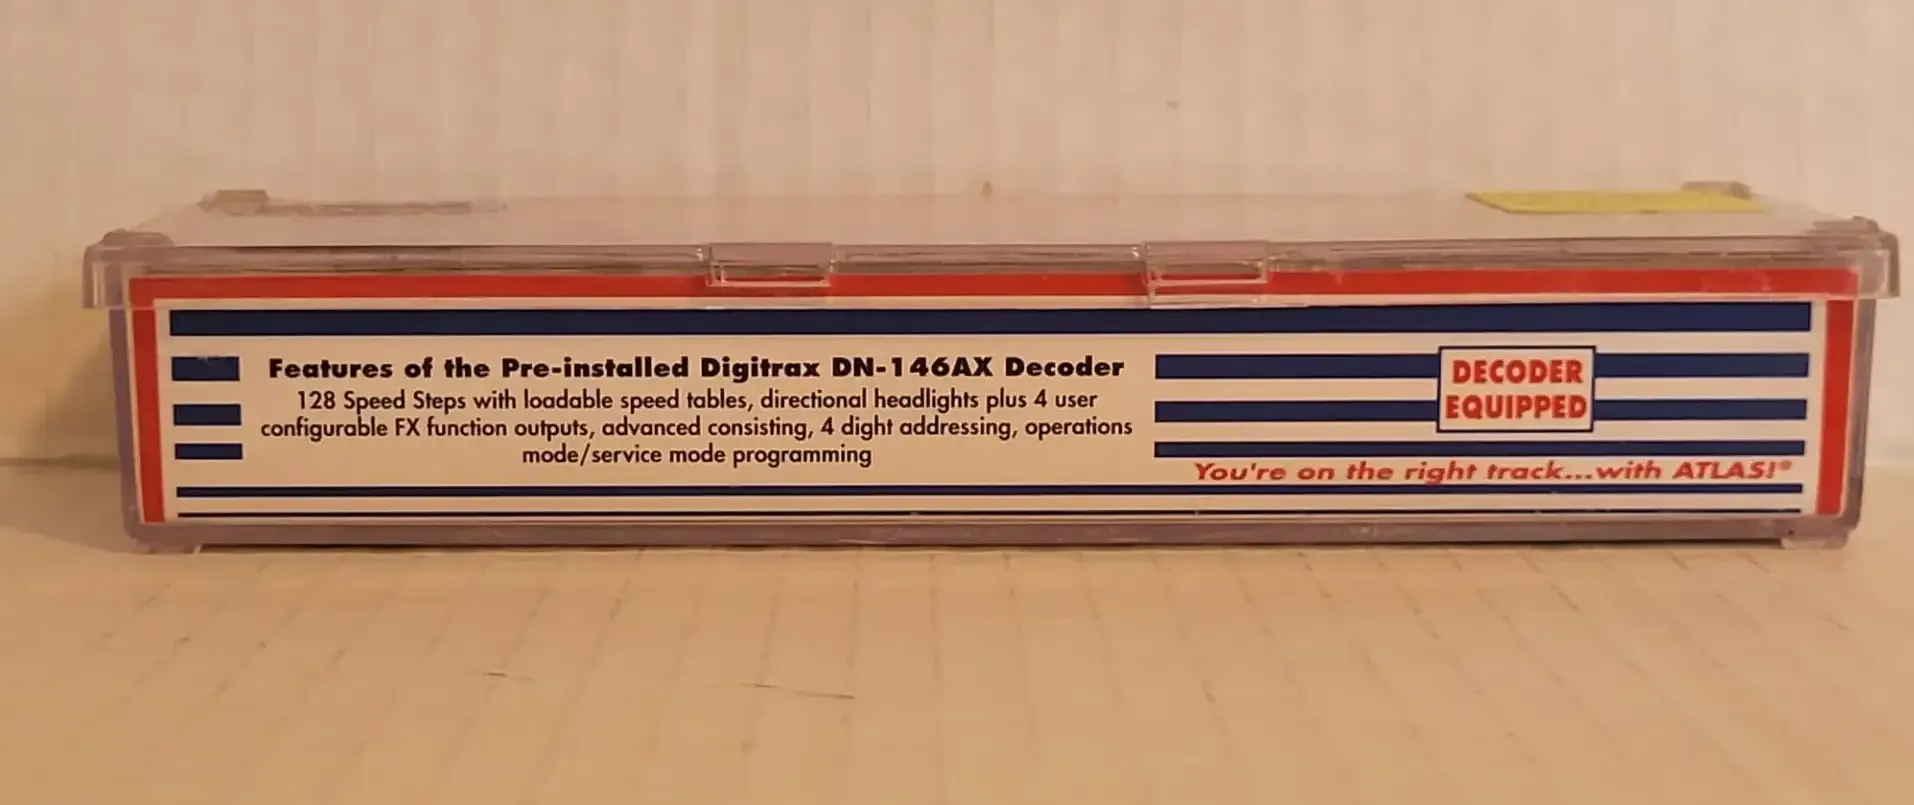 Features of the Pre-installed Digitrax DN-146AX Decoder
128 Speed Steps with loadable speed tables, directional headlights plus 4 user
configurable FX function outputs, advanced consisting, 4 dight addressing, operations
mode/service mode programming
DECODER
EQUIPPED
You're on the right track...with ATLAS!®